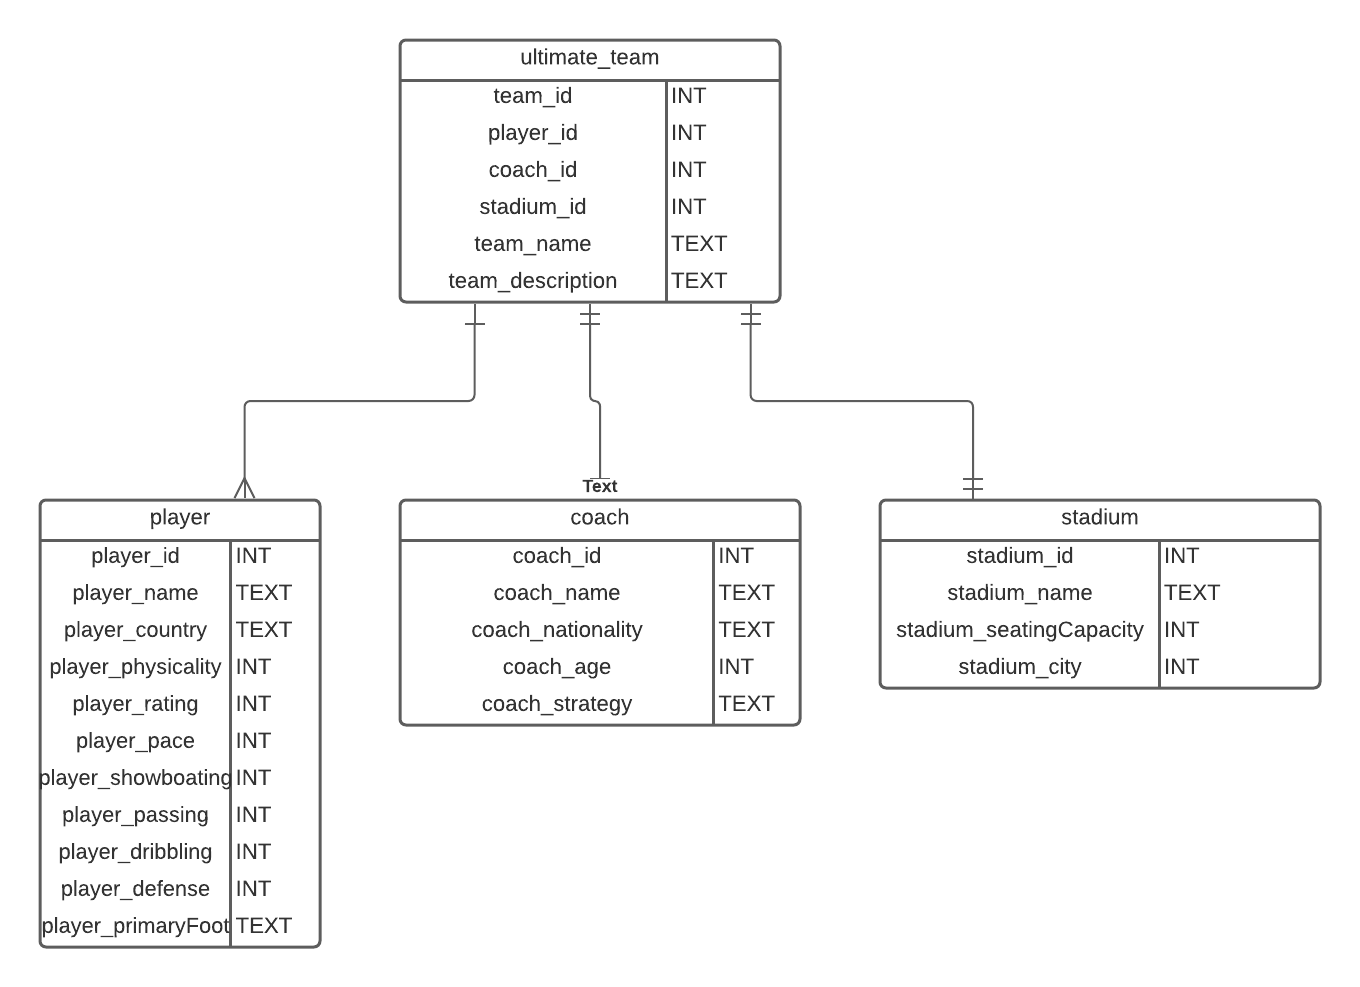 ultimate_team
team_id INT
player_id INT
coach_id INT
stadium_id INT
team_name TEXT
team_description TEXT
Text
player
player_id INT
player_name TEXT
player_country TEXT
player_physicality INT
player_rating INT
player_pace INT
player_showboating INT
player_passing INT
player_dribbling INT
player_defense INT
player_primaryFoot TEXT
coach
coach_id INT
coach_name TEXT
coach_nationality TEXT
coach_age INT
coach_strategy TEXT
stadium
stadium_id INT
stadium_name TEXT
stadium_seatingCapacity INT
stadium_city INT